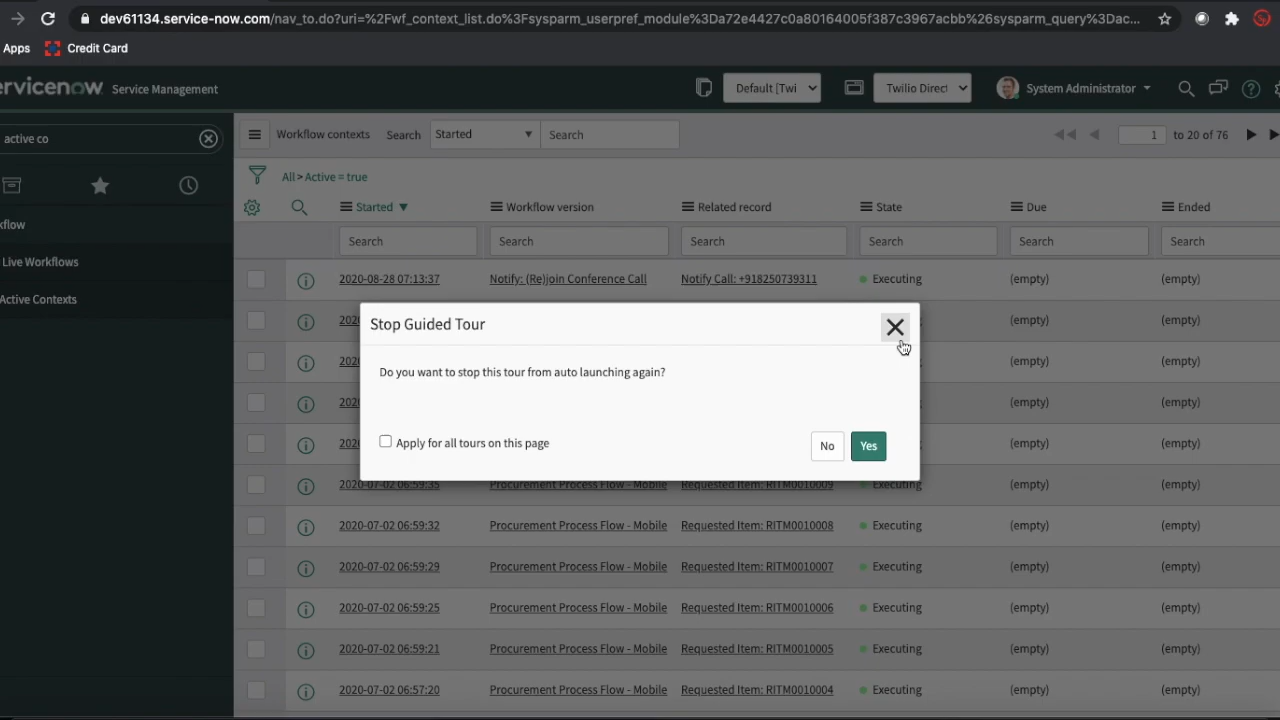 dev61134.service-now.com/nav_to.do?uri=%2Fwf_context_list.do%3Fsysparm_userpref_module%3Da72e4427c0a80164005f387c3967acbb%26sysparm_query%3Dac...
Apps Credit Card
ervicenow Service Management Default [Twi Twilio Direct System Administrator
active co
Workflow contexts Search Started Search 1 to 20 of 76
All > Active = true
Started Workflow version Related record State Due Ended
Search Search Search Search Search Search
kflow
Live Workflows
Active Contexts
2020-08-28 07:13:37 Notify: (Re)join Conference Call Notify Call: +918250739311 Executing (empty) (empty)
202 (empty) (empty)
202 (empty) (empty)
202 (empty) (empty)
202 (empty) (empty)
Stop Guided Tour
Do you want to stop this tour from auto launching again?
Apply for all tours on this page
No Yes
2020-07-02 06:59:35 Procurement Process Flow - Mobile Requested Item: RITM0010009 Executing (empty) (empty)
2020-07-02 06:59:32 Procurement Process Flow - Mobile Requested Item: RITM0010008 Executing (empty) (empty)
2020-07-02 06:59:29 Procurement Process Flow - Mobile Requested Item: RITM0010007 Executing (empty) (empty)
2020-07-02 06:59:25 Procurement Process Flow - Mobile Requested Item: RITM0010006 Executing (empty) (empty)
2020-07-02 06:59:21 Procurement Process Flow - Mobile Requested Item: RITM0010005 Executing (empty) (empty)
2020-07-02 06:57:20 Procurement Process Flow - Mobile Requested Item: RITM0010004 Executing (empty) (empty)